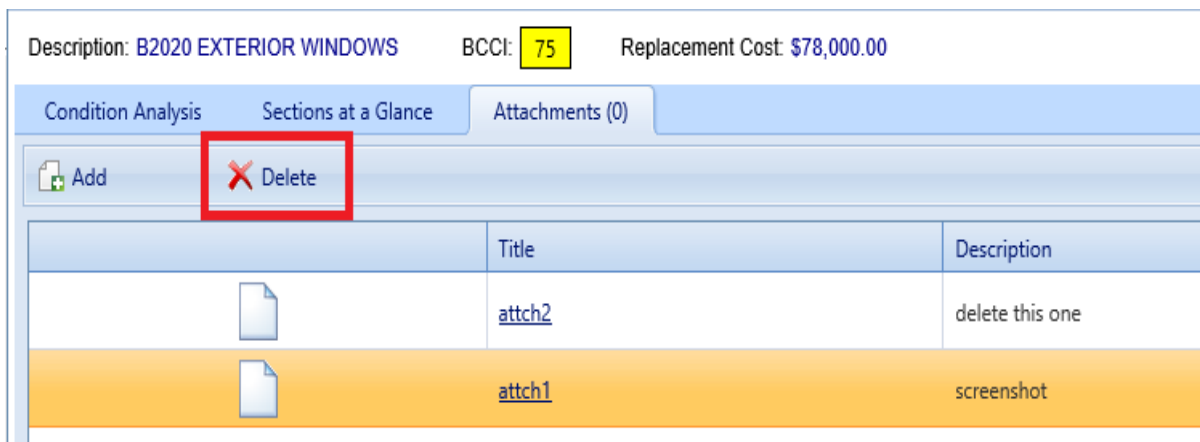 Description: B2020 EXTERIOR WINDOWS BCCI: 75 Replacement Cost: $78,000.00
Condition Analysis Sections at a Glance Attachments (0)
Add Delete
Title Description
attch2 delete this one
attch1 screenshot